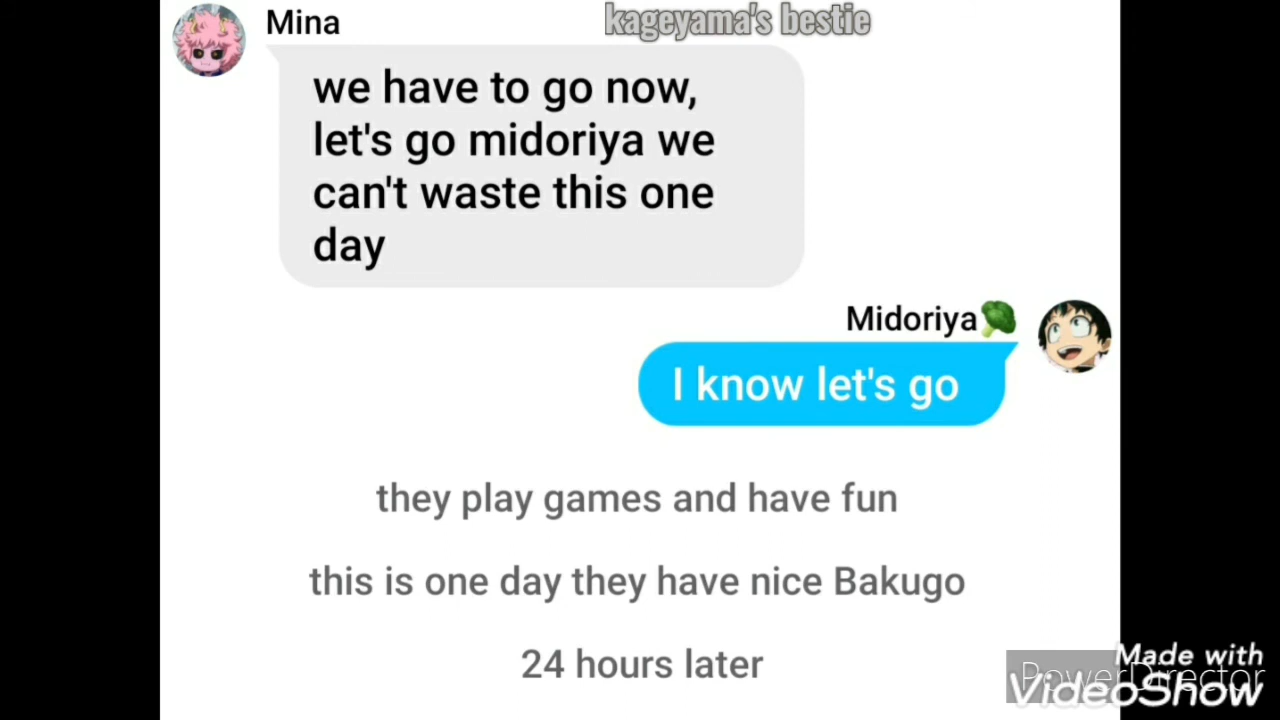 Mina
kageyama's bestie
we have to go now,
let's go midoriya we
can't waste this one
day
Midoriya🥦
I know let's go
they play games and have fun
this is one day they have nice Bakugo
24 hours later
Made with
PowerDirector
VideoShow